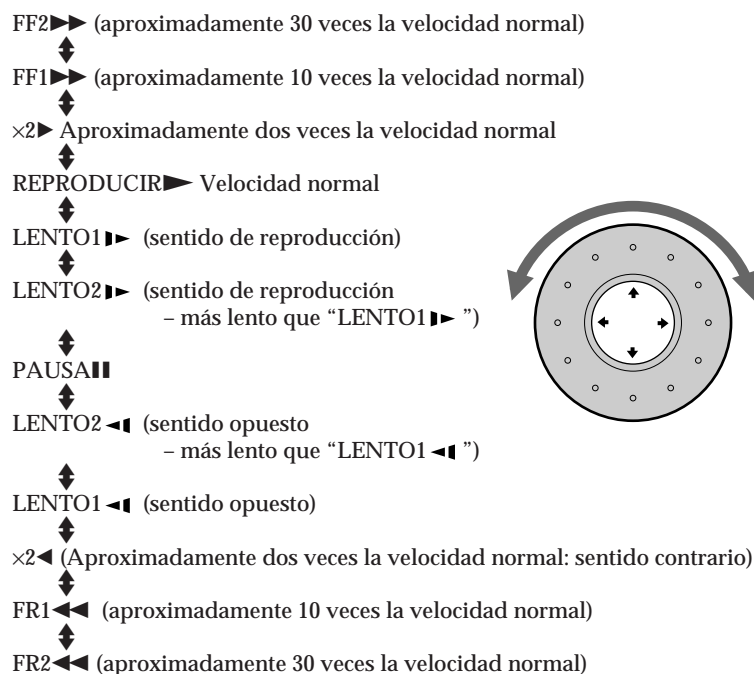 FF2▶▶ (aproximadamente 30 veces la velocidad normal)
FF1▶▶ (aproximadamente 10 veces la velocidad normal)
×2▶ Aproximadamente dos veces la velocidad normal
REPRODUCIR▶ Velocidad normal
LENTO1▮▶ (sentido de reproducción)
LENTO2▮▶ (sentido de reproducción
– más lento que “LENTO1▮▶ ”)
PAUSA▮▮
LENTO2◀▮ (sentido opuesto
– más lento que “LENTO1◀▮ ”)
LENTO1◀▮ (sentido opuesto)
×2◀ (Aproximadamente dos veces la velocidad normal: sentido contrario)
FR1◀◀ (aproximadamente 10 veces la velocidad normal)
FR2◀◀ (aproximadamente 30 veces la velocidad normal)